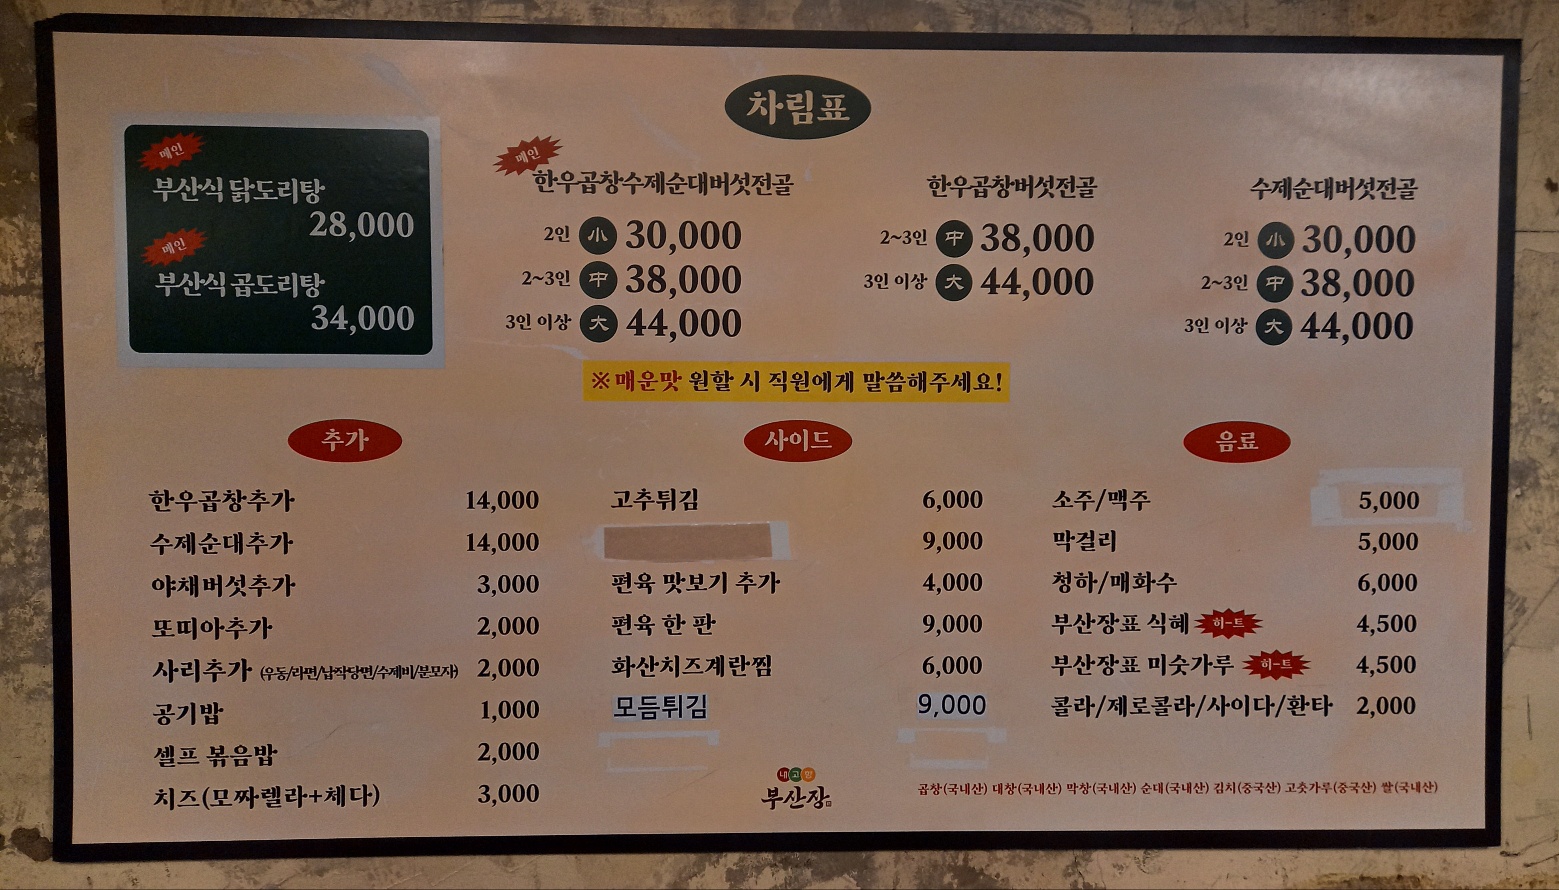 차림표
메인
부산식 닭도리탕
28,000
메인
부산식 곱도리탕
34,000
메인
한우곱창수제순대버섯전골
2인 小 30,000
2~3인 中 38,000
3인 이상 大 44,000
한우곱창버섯전골
2~3인 中 38,000
3인 이상 大 44,000
수제순대버섯전골
2인 小 30,000
2~3인 中 38,000
3인 이상 大 44,000
※매운맛 원할 시 직원에게 말씀해주세요!
추가
한우곱창추가 14,000
수제순대추가 14,000
야채버섯추가 3,000
또띠아추가 2,000
사리추가 (우동/라면/납작당면/수제비/분모자) 2,000
공기밥 1,000
셀프 볶음밥 2,000
치즈(모짜렐라+체다) 3,000
사이드
고추튀김 6,000
9,000
편육 맛보기 추가 4,000
편육 한 판 9,000
화산치즈계란찜 6,000
모듬튀김 9,000
음료
소주/맥주 5,000
막걸리 5,000
청하/매화수 6,000
부산장표 식혜 히-트 4,500
부산장표 미숫가루 히-트 4,500
콜라/제로콜라/사이다/환타 2,000
내고향
부산장
곱창(국내산) 대창(국내산) 막창(국내산) 순대(국내산) 김치(중국산) 고춧가루(중국산) 쌀(국내산)